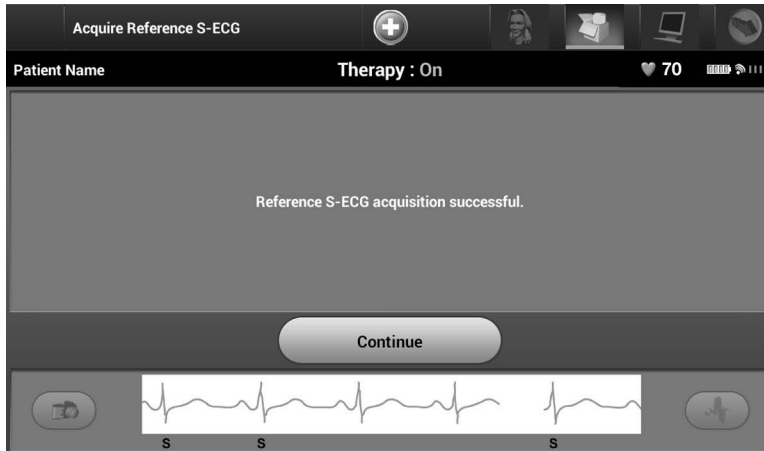 Acquire Reference S-ECG
Patient Name Therapy : On 70
Reference S-ECG acquisition successful.
Continue
S S S